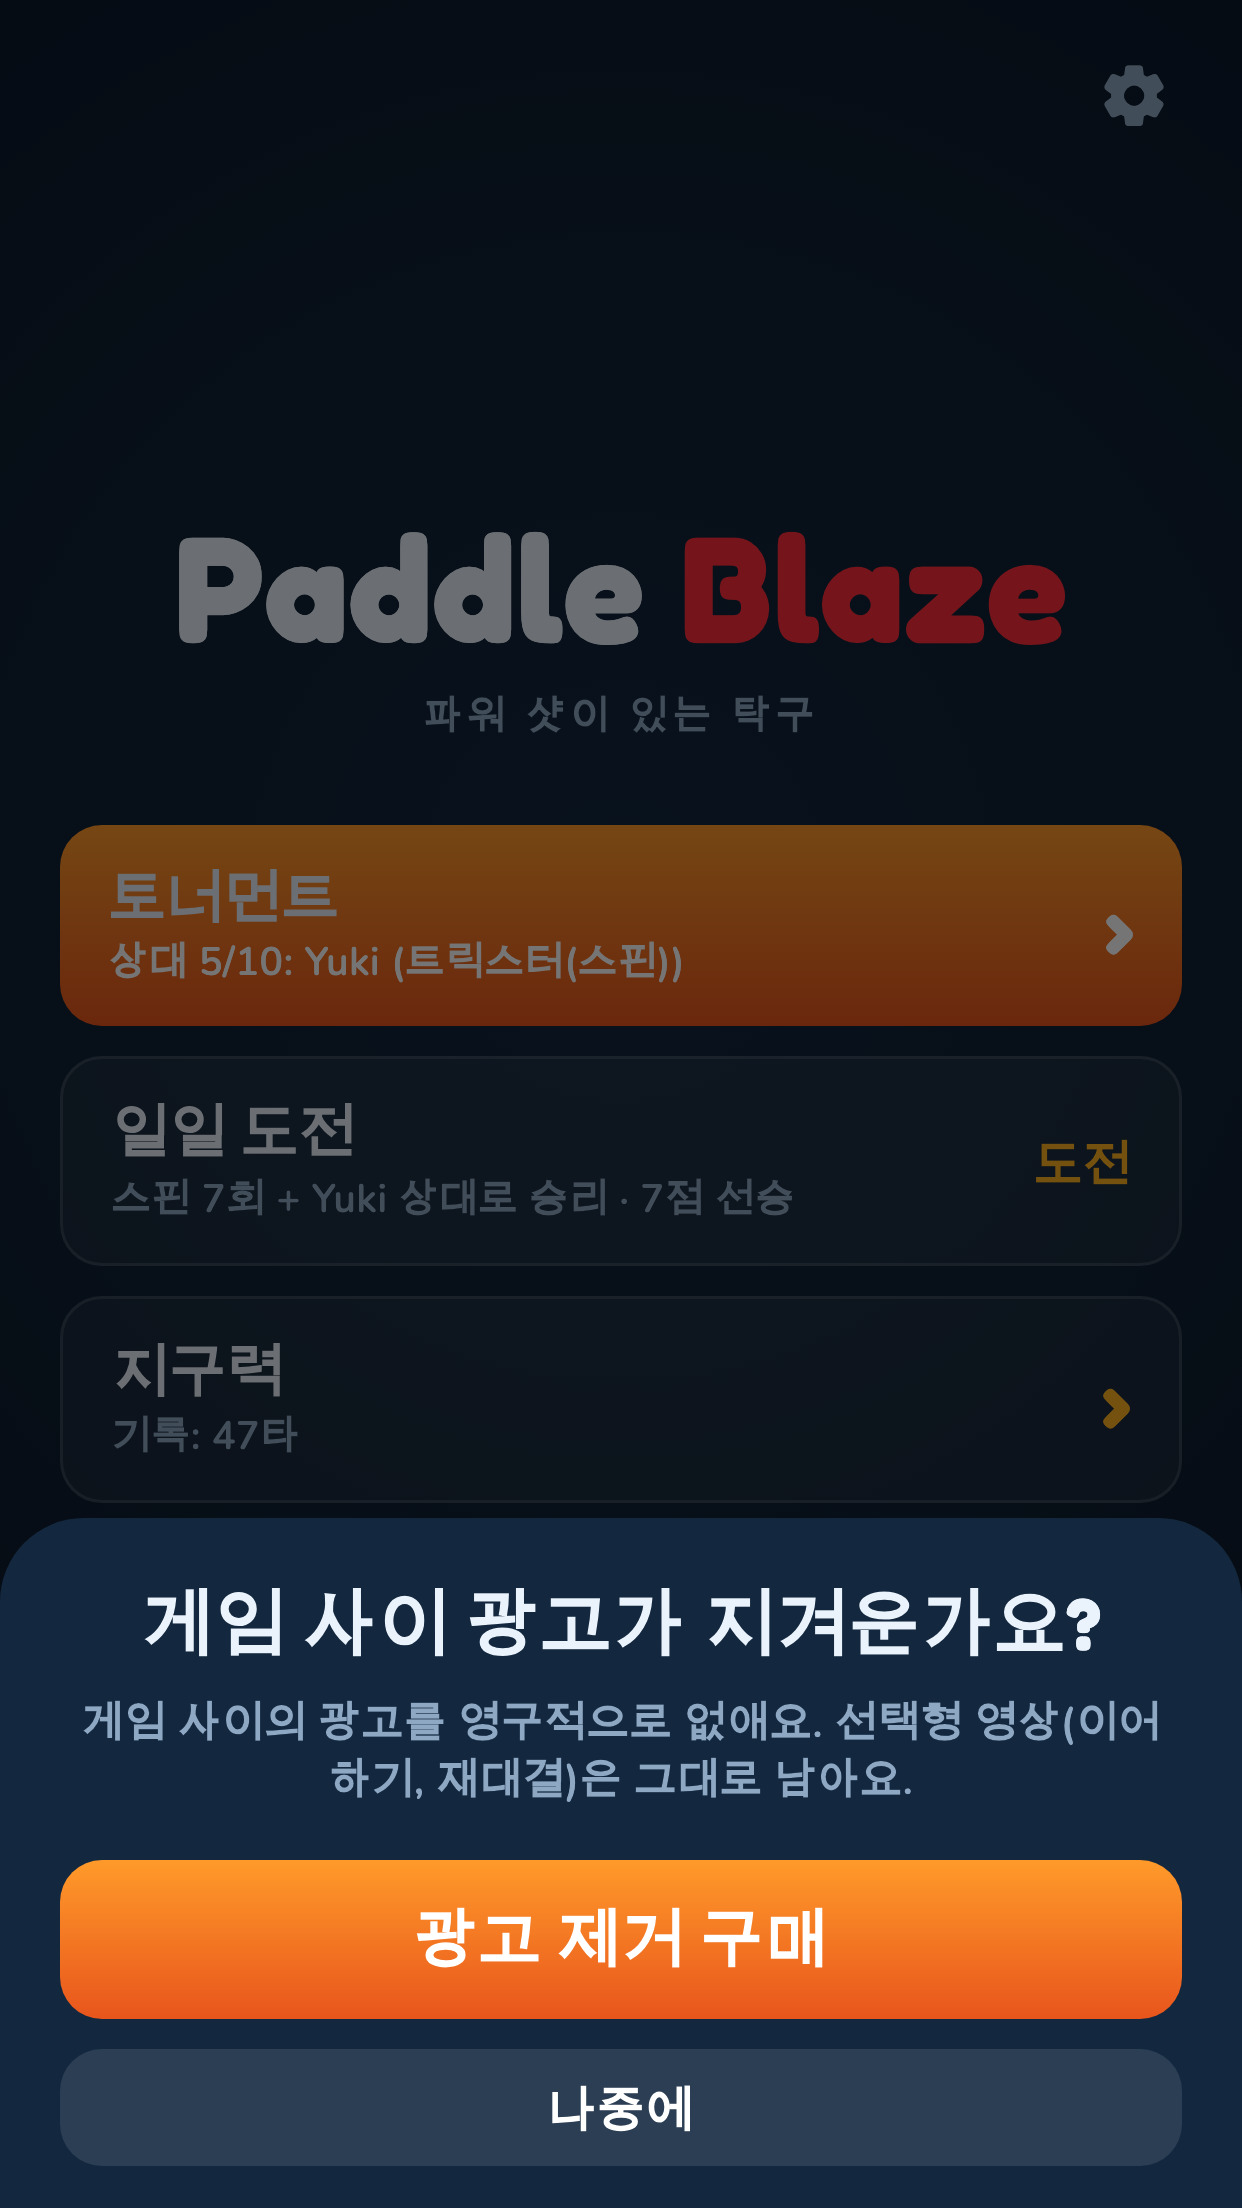 Paddle Blaze
파워 샷이 있는 탁구
토너먼트
상대 5/10: Yuki (트릭스터(스핀))
일일 도전
스핀 7회 + Yuki 상대로 승리 · 7점 선승
도전
지구력
기록: 47타
게임 사이 광고가 지겨운가요?
게임 사이의 광고를 영구적으로 없애요. 선택형 영상(이어
하기, 재대결)은 그대로 남아요.
광고 제거 구매
나중에